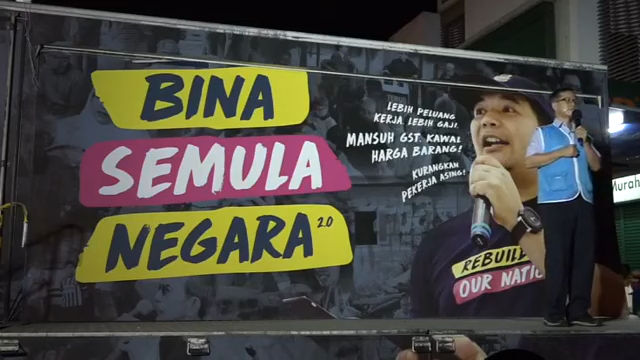 BINA
SEMULA
NEGARA 2.0
LEBIH PELUANG
KERJA, LEBIH GAJI.
MANSUH GST, KAWAL
HARGA BARANG!
KURANGKAN
PEKERJA ASING!
REBUILD
OUR NATIO
Murah